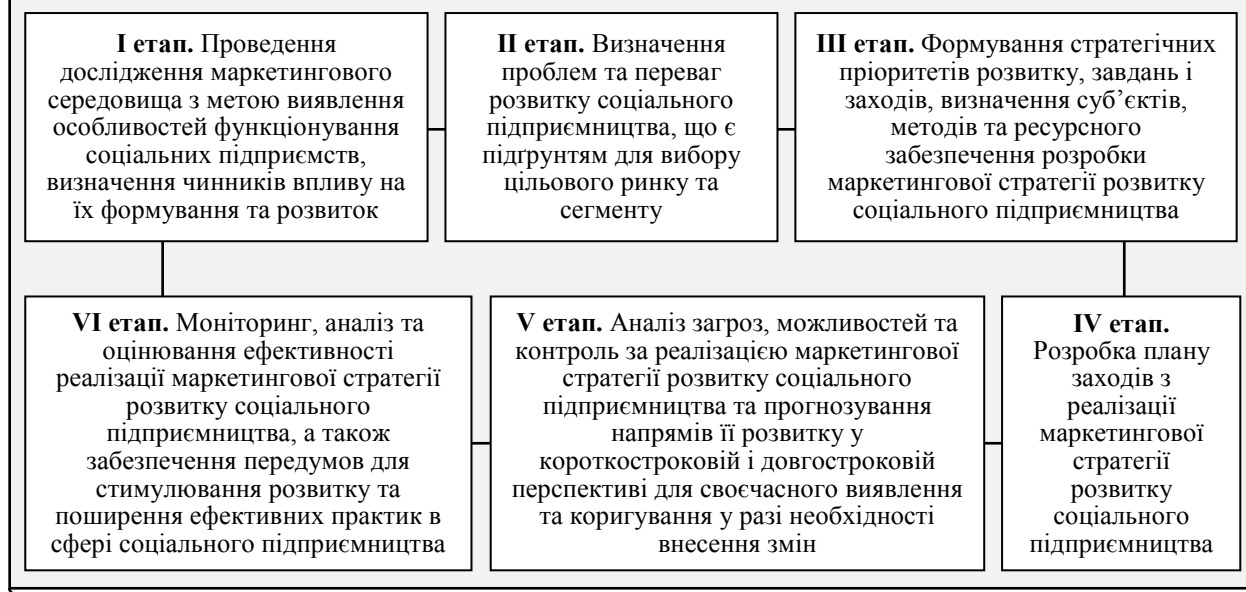 I етап. Проведення
дослідження маркетингового
середовища з метою виявлення
особливостей функціонування
соціальних підприємств,
визначення чинників впливу на
їх формування та розвиток
II етап. Визначення
проблем та переваг
розвитку соціального
підприємництва, що є
підґрунтям для вибору
цільового ринку та
сегменту
III етап. Формування стратегічних
пріоритетів розвитку, завдань і
заходів, визначення суб’єктів,
методів та ресурсного
забезпечення розробки
маркетингової стратегії розвитку
соціального підприємництва
IV етап.
Розробка плану
заходів з
реалізації
маркетингової
стратегії
розвитку
соціального
підприємництва
V етап. Аналіз загроз, можливостей та
контроль за реалізацією маркетингової
стратегії розвитку соціального
підприємництва та прогнозування
напрямів її розвитку у
короткостроковій і довгостроковій
перспективі для своєчасного виявлення
та коригування у разі необхідності
внесення змін
VI етап. Моніторинг, аналіз та
оцінювання ефективності
реалізації маркетингової стратегії
розвитку соціального
підприємництва, а також
забезпечення передумов для
стимулювання розвитку та
поширення ефективних практик в
сфері соціального підприємництва